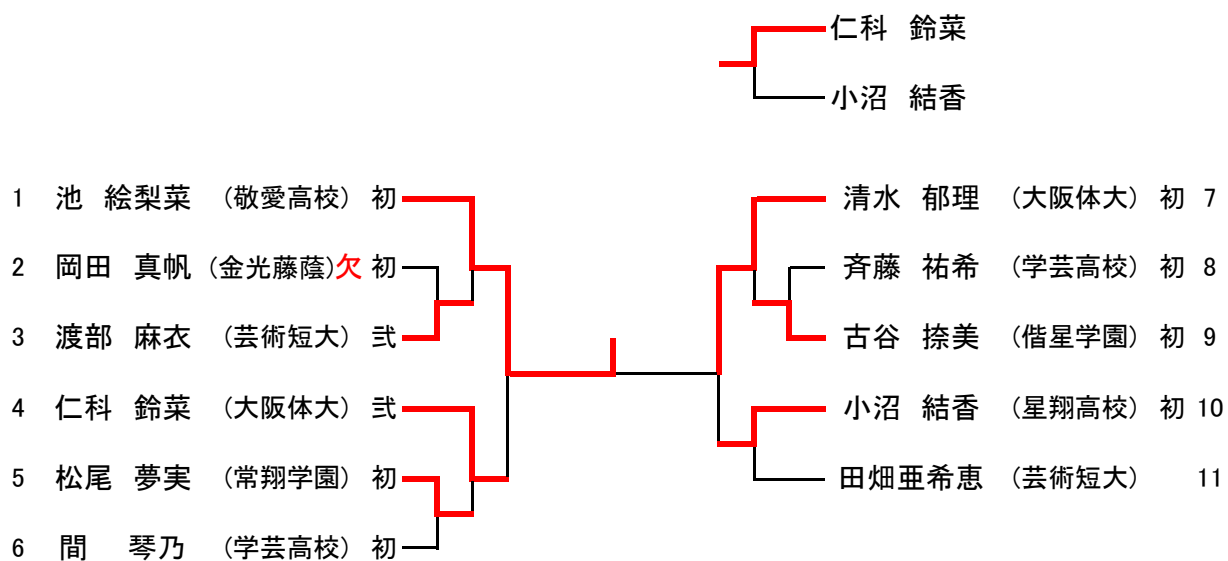 仁科 鈴菜
小沼 結香
1 池 絵梨菜 (敬愛高校) 初
2 岡田 真帆 (金光藤蔭)欠 初
3 渡部 麻衣 (芸術短大) 弐
4 仁科 鈴菜 (大阪体大) 弐
5 松尾 夢実 (常翔学園) 初
6 間 琴乃 (学芸高校) 初
清水 郁理 (大阪体大) 初 7
斉藤 祐希 (学芸高校) 初 8
古谷 捺美 (偕星学園) 初 9
小沼 結香 (星翔高校) 初 10
田畑亜希恵 (芸術短大) 11